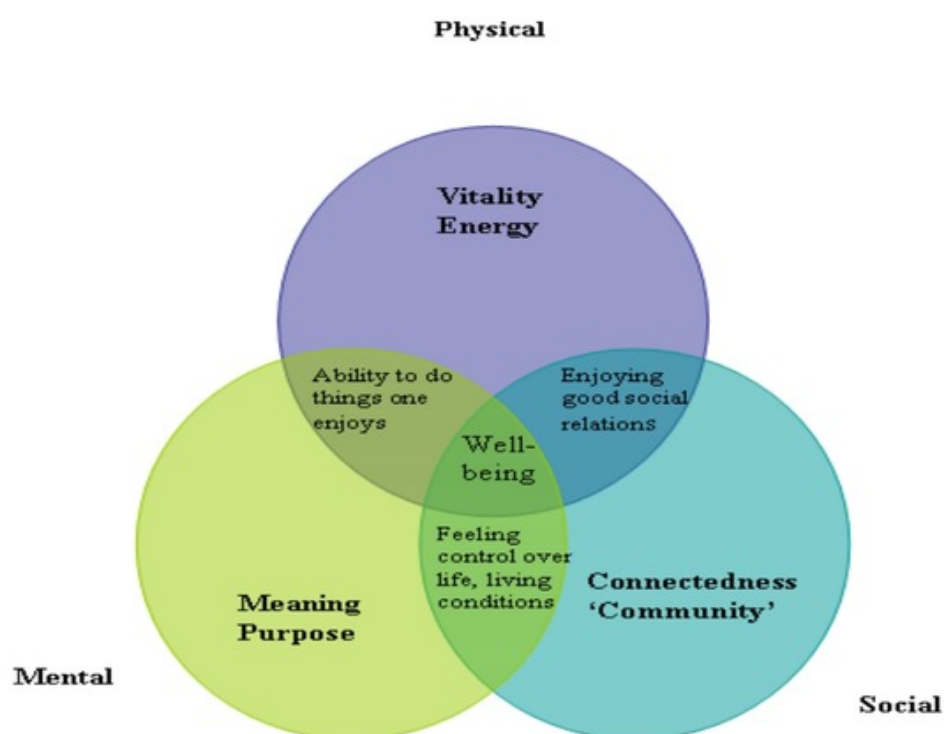 Physical
Vitality
Energy
Ability to do
things one
enjoys
Enjoying
good social
relations
Well-
being
Feeling
control over
life, living
conditions
Meaning
Purpose
Connectedness
‘Community’
Mental
Social